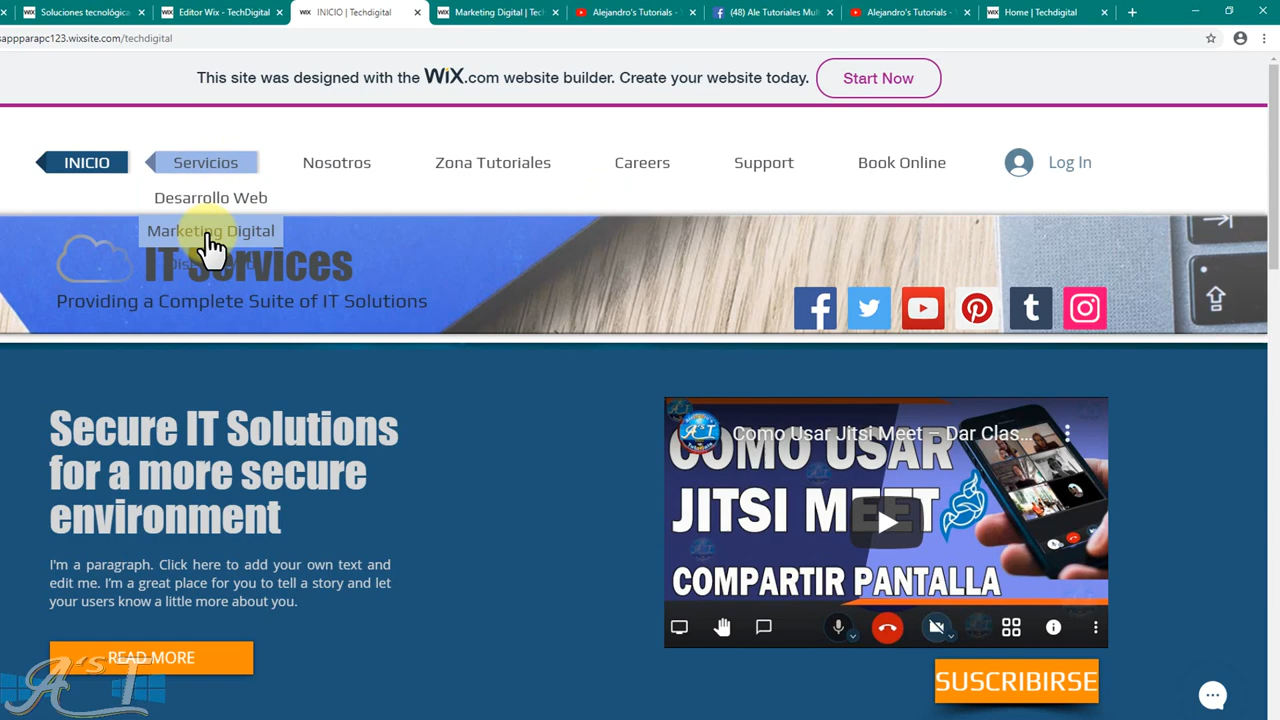 Soluciones tecnológic
Editor Wix - TechDigital
INICIO | Techdigital
Marketing Digital | Tec
Alejandro's Tutorials -
(48) Ale Tutoriales Mul
Alejandro's Tutorials -
Home | Techdigital
sappparapc123.wixsite.com/techdigital
This site was designed with the WiX.com website builder. Create your website today.
Start Now
INICIO
Servicios
Nosotros
Zona Tutoriales
Careers
Support
Book Online
Log In
Desarrollo Web
Marketing Digital
IT Services
Providing a Complete Suite of IT Solutions
Secure IT Solutions
for a more secure
environment
I'm a paragraph. Click here to add your own text and
edit me. I'm a great place for you to tell a story and let
your users know a little more about you.
READ MORE
A'sT
Como Usar Jitsi Meet – Dar Clas...
COMO USAR
JITSI MEET
COMPARTIR PANTALLA
SUSCRIBIRSE